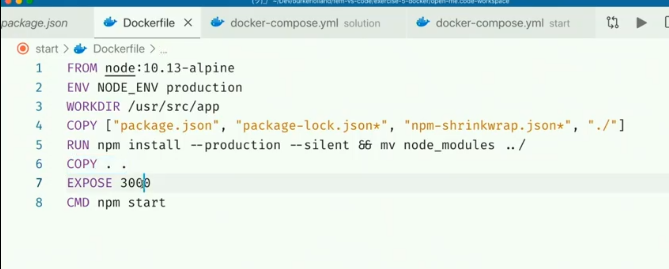 package.json Dockerfile docker-compose.yml solution docker-compose.yml start
start > Dockerfile > ...
1 FROM node:10.13-alpine
2 ENV NODE_ENV production
3 WORKDIR /usr/src/app
4 COPY ["package.json", "package-lock.json*", "npm-shrinkwrap.json*", "./"]
5 RUN npm install --production --silent && mv node_modules ../
6 COPY . .
7 EXPOSE 3000
8 CMD npm start